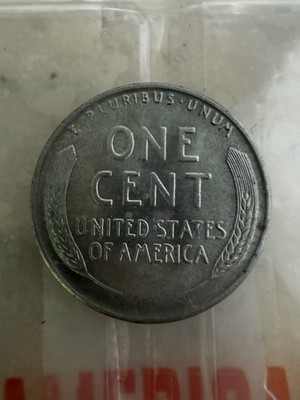 E·PLURIBUS·UNUM
ONE
CENT
UNITED STATES
OF AMERICA